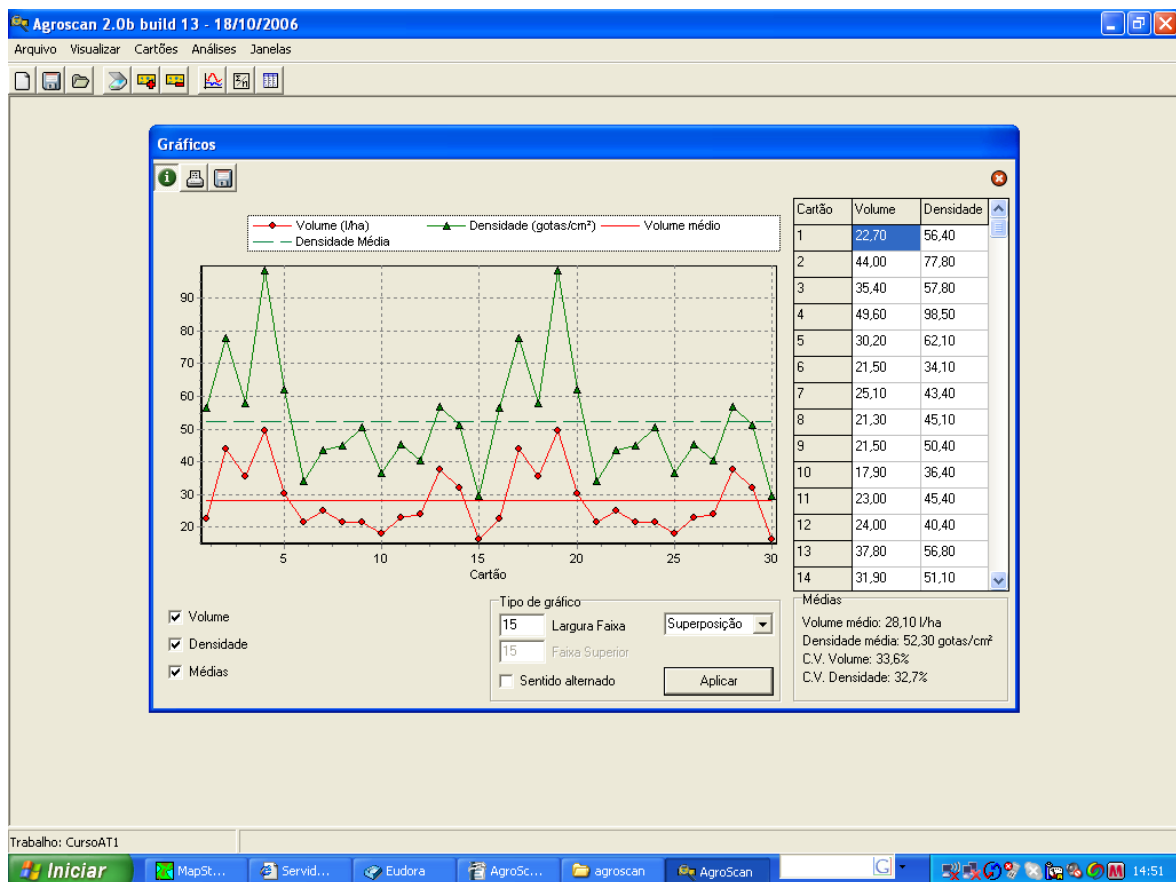 Agroscan 2.0b build 13 - 18/10/2006
Arquivo Visualizar Cartões Análises Janelas
Gráficos
Volume (l/ha) Densidade (gotas/cm²) Volume médio
Densidade Média
90
80
70
60
50
40
30
20
5 10 15 20 25 30
Cartão
Cartão Volume Densidade
1 22,70 56,40
2 44,00 77,80
3 35,40 57,80
4 49,60 98,50
5 30,20 62,10
6 21,50 34,10
7 25,10 43,40
8 21,30 45,10
9 21,50 50,40
10 17,90 36,40
11 23,00 45,40
12 24,00 40,40
13 37,80 56,80
14 31,90 51,10
Volume
Densidade
Médias
Tipo de gráfico
15 Largura Faixa Superposição
15 Faixa Superior
Sentido alternado Aplicar
Médias
Volume médio: 28,10 l/ha
Densidade média: 52,30 gotas/cm²
C.V. Volume: 33,6%
C.V. Densidade: 32,7%
Trabalho: CursoAT1
Iniciar MapSt... Servid... Eudora AgroSc... agroscan AgroScan G 14:51